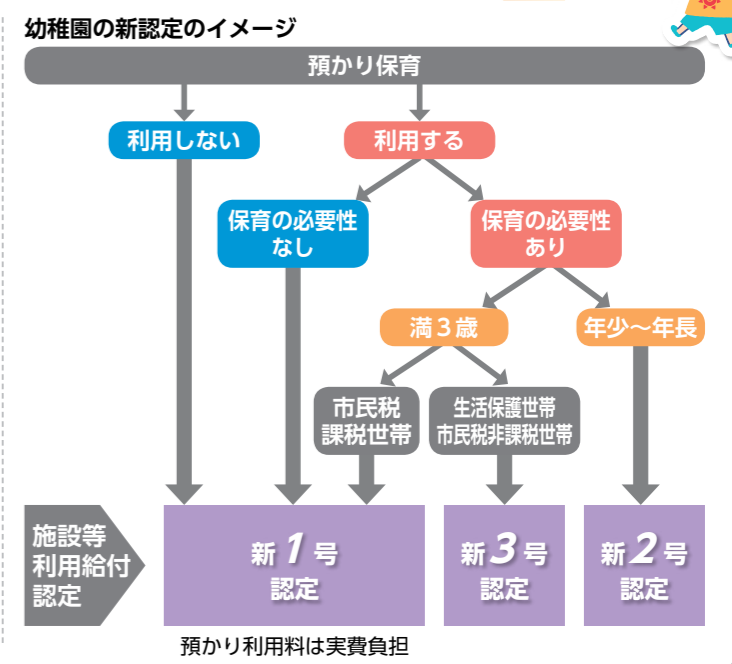 幼稚園の新認定のイメージ
預かり保育
利用しない
利用する
保育の必要性
なし
保育の必要性
あり
満3歳
年少～年長
市民税
課税世帯
生活保護世帯
市民税非課税世帯
施設等
利用給付
認定
新1号
認定
新3号
認定
新2号
認定
預かり利用料は実費負担